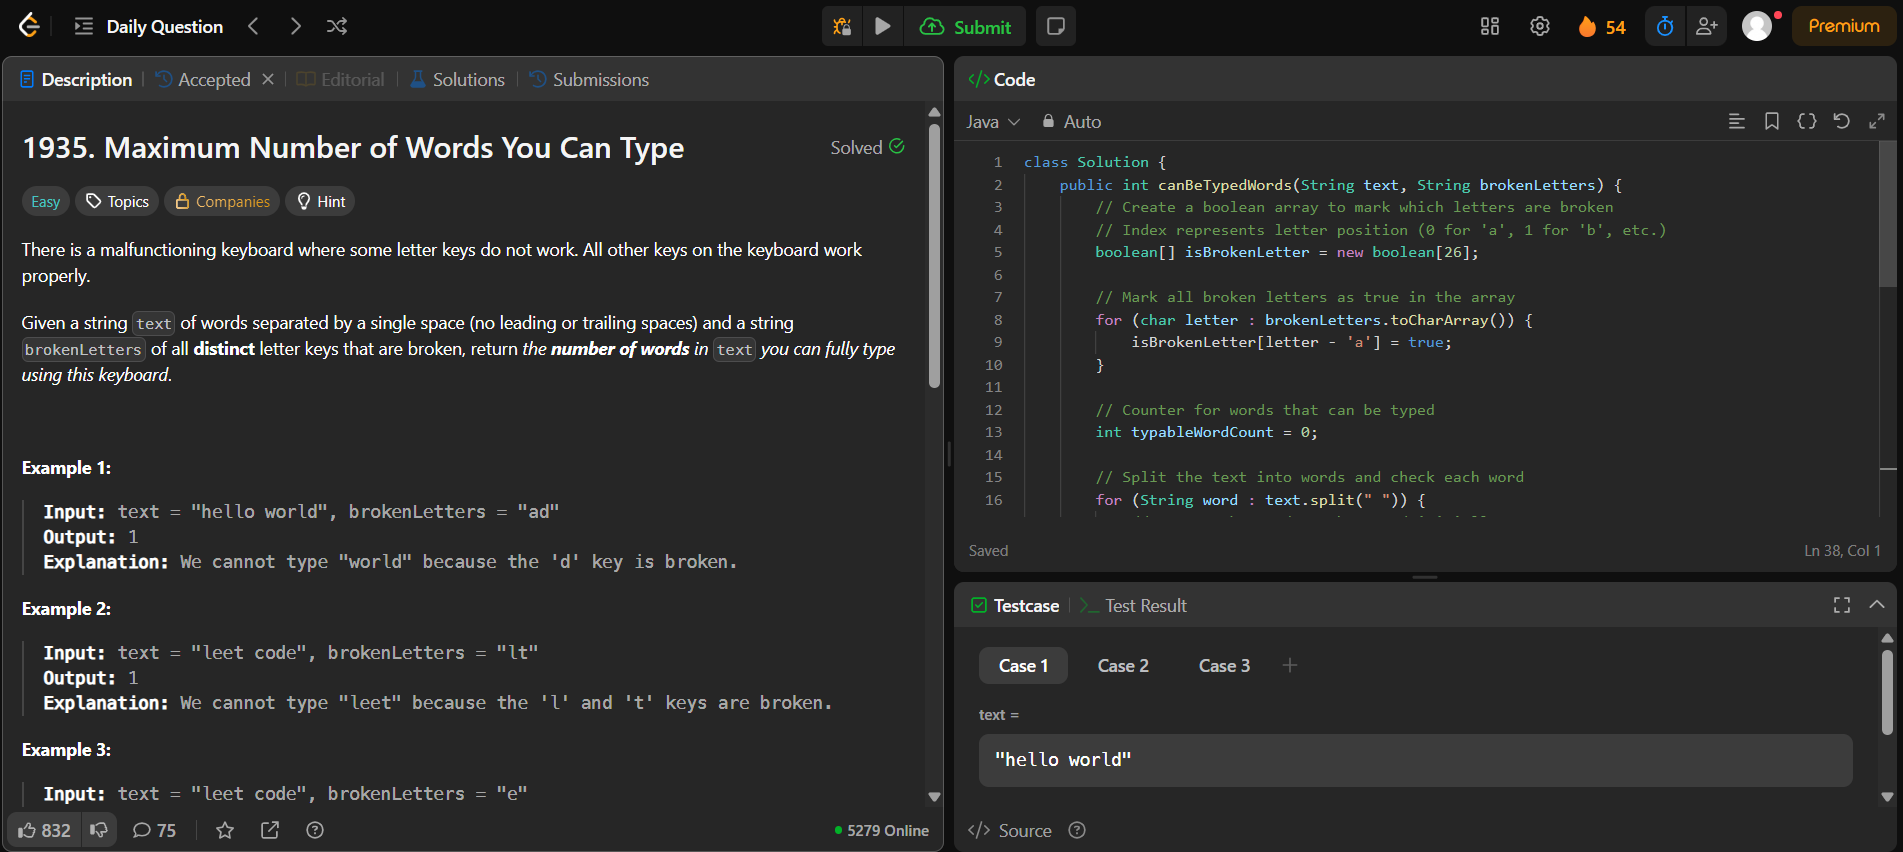 Daily Question
Submit
54
Premium
Description
Accepted
Editorial
Solutions
Submissions
1935. Maximum Number of Words You Can Type
Solved
Easy
Topics
Companies
Hint
There is a malfunctioning keyboard where some letter keys do not work. All other keys on the keyboard work
properly.
Given a string text of words separated by a single space (no leading or trailing spaces) and a string
brokenLetters of all distinct letter keys that are broken, return the number of words in text you can fully type
using this keyboard.
Example 1:
Input: text = "hello world", brokenLetters = "ad"
Output: 1
Explanation: We cannot type "world" because the 'd' key is broken.
Example 2:
Input: text = "leet code", brokenLetters = "lt"
Output: 1
Explanation: We cannot type "leet" because the 'l' and 't' keys are broken.
Example 3:
Input: text = "leet code", brokenLetters = "e"
832
75
5279 Online
</> Code
Java
Auto
1 class Solution {
2 public int canBeTypedWords(String text, String brokenLetters) {
3 // Create a boolean array to mark which letters are broken
4 // Index represents letter position (0 for 'a', 1 for 'b', etc.)
5 boolean[] isBrokenLetter = new boolean[26];
6
7 // Mark all broken letters as true in the array
8 for (char letter : brokenLetters.toCharArray()) {
9 isBrokenLetter[letter - 'a'] = true;
10 }
11
12 // Counter for words that can be typed
13 int typableWordCount = 0;
14
15 // Split the text into words and check each word
16 for (String word : text.split(" ")) {
Saved
Ln 38, Col 1
Testcase
Test Result
Case 1
Case 2
Case 3
text =
"hello world"
</> Source